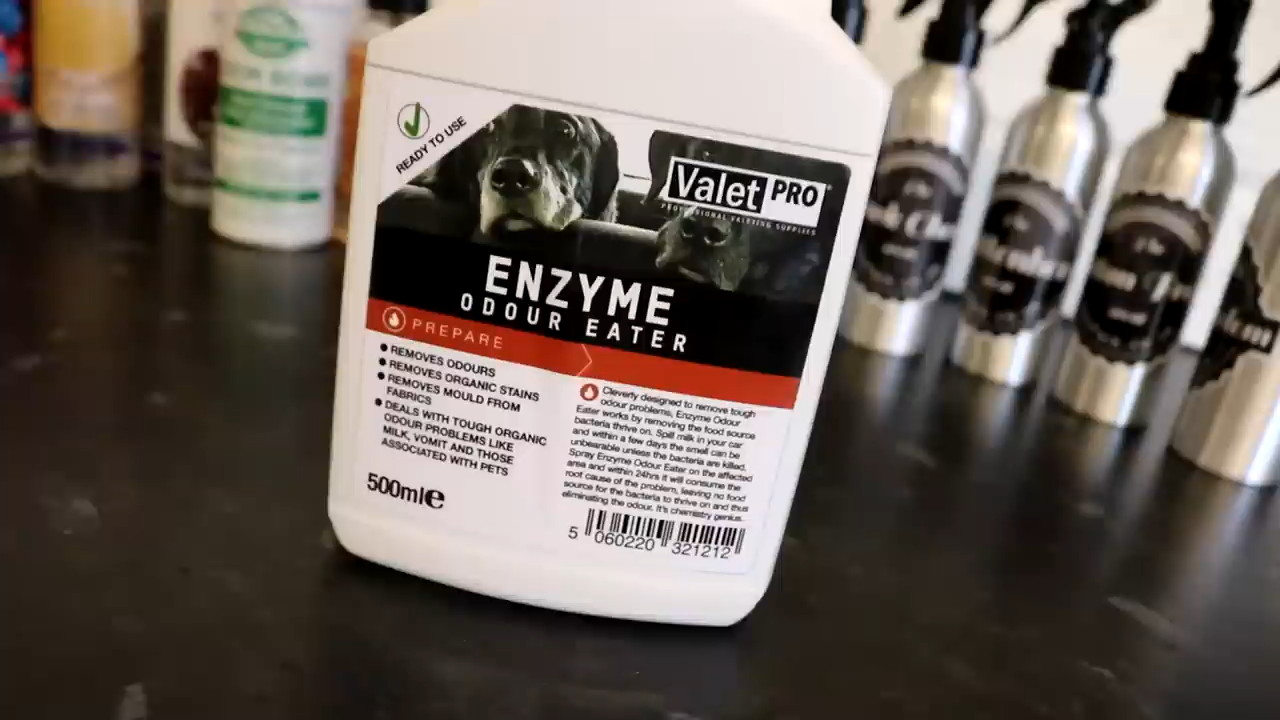 READY TO USE
Valet PRO
PROFESSIONAL VALETING SUPPLIES
ENZYME
ODOUR EATER
PREPARE
● REMOVES ODOURS
● REMOVES ORGANIC STAINS
● REMOVES MOULD FROM
FABRICS
● DEALS WITH TOUGH ORGANIC
ODOUR PROBLEMS LIKE
MILK, VOMIT AND THOSE
ASSOCIATED WITH PETS
500ml℮
Cleverly designed to remove tough
odour problems, Enzyme Odour
Eater works by removing the food source
bacteria thrive on. Spill milk in your car
and within a few days the smell can be
unbearable unless the bacteria are killed.
Spray Enzyme Odour Eater on the affected
area and within 24hrs it will consume the
root cause of the problem, leaving no food
source for the bacteria to thrive on and thus
eliminating the odour. It's chemistry genius.
5 060220 321212